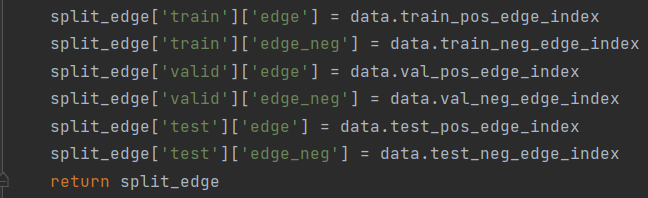 split_edge['train']['edge'] = data.train_pos_edge_index
split_edge['train']['edge_neg'] = data.train_neg_edge_index
split_edge['valid']['edge'] = data.val_pos_edge_index
split_edge['valid']['edge_neg'] = data.val_neg_edge_index
split_edge['test']['edge'] = data.test_pos_edge_index
split_edge['test']['edge_neg'] = data.test_neg_edge_index
return split_edge